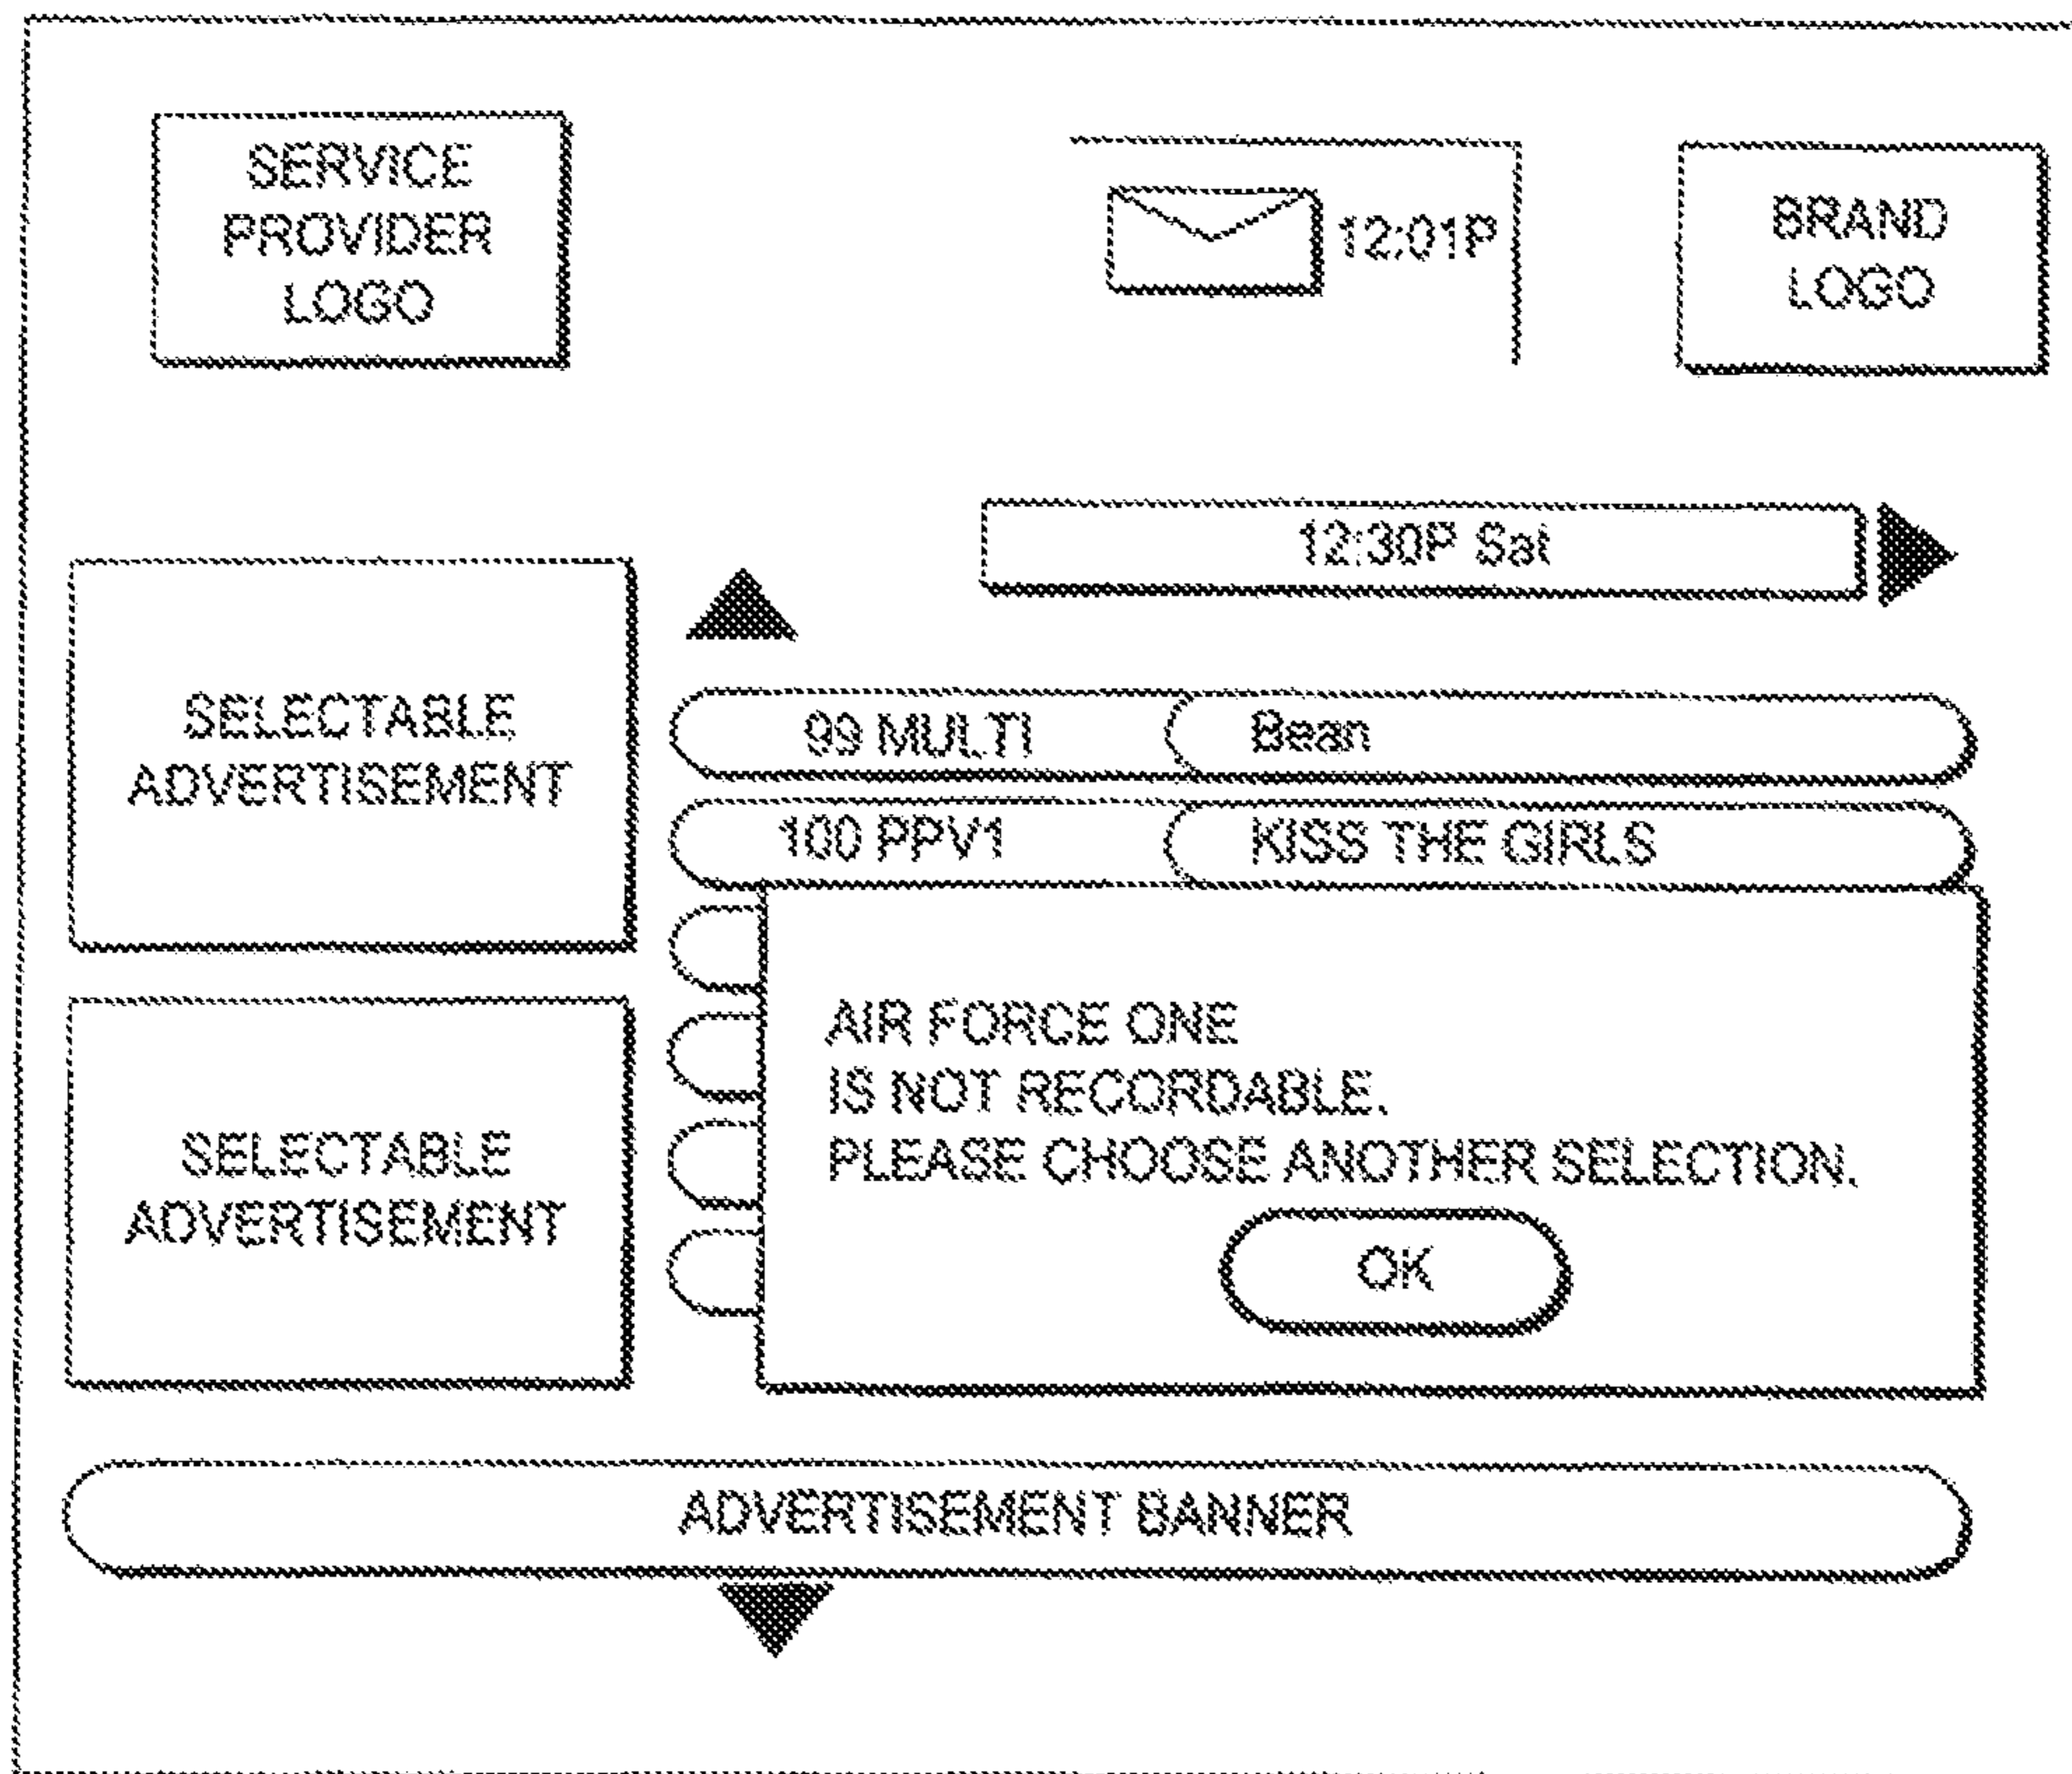 SERVICE
PROVIDER
LOGO
12:01P
BRAND
LOGO
12:30P Sat
SELECTABLE
ADVERTISEMENT
99 MULTI Bean
100 PPV1 KISS THE GIRLS
AIR FORCE ONE
IS NOT RECORDABLE.
PLEASE CHOOSE ANOTHER SELECTION.
OK
SELECTABLE
ADVERTISEMENT
ADVERTISEMENT BANNER